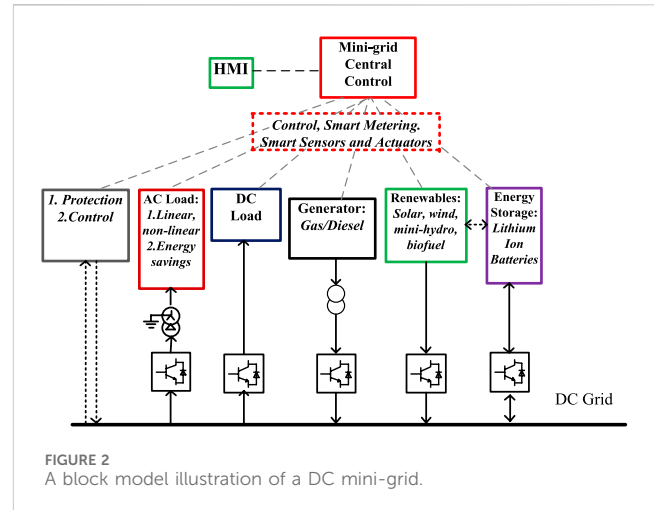 Mini-grid
Central
Control
HMI
Control, Smart Metering.
Smart Sensors and Actuators
1. Protection
2.Control
AC Load:
1.Linear,
non-linear
2.Energy
savings
DC
Load
Generator:
Gas/Diesel
Renewables:
Solar, wind,
mini-hydro,
biofuel
Energy
Storage:
Lithium
Ion
Batteries
DC Grid
FIGURE 2
A block model illustration of a DC mini-grid.